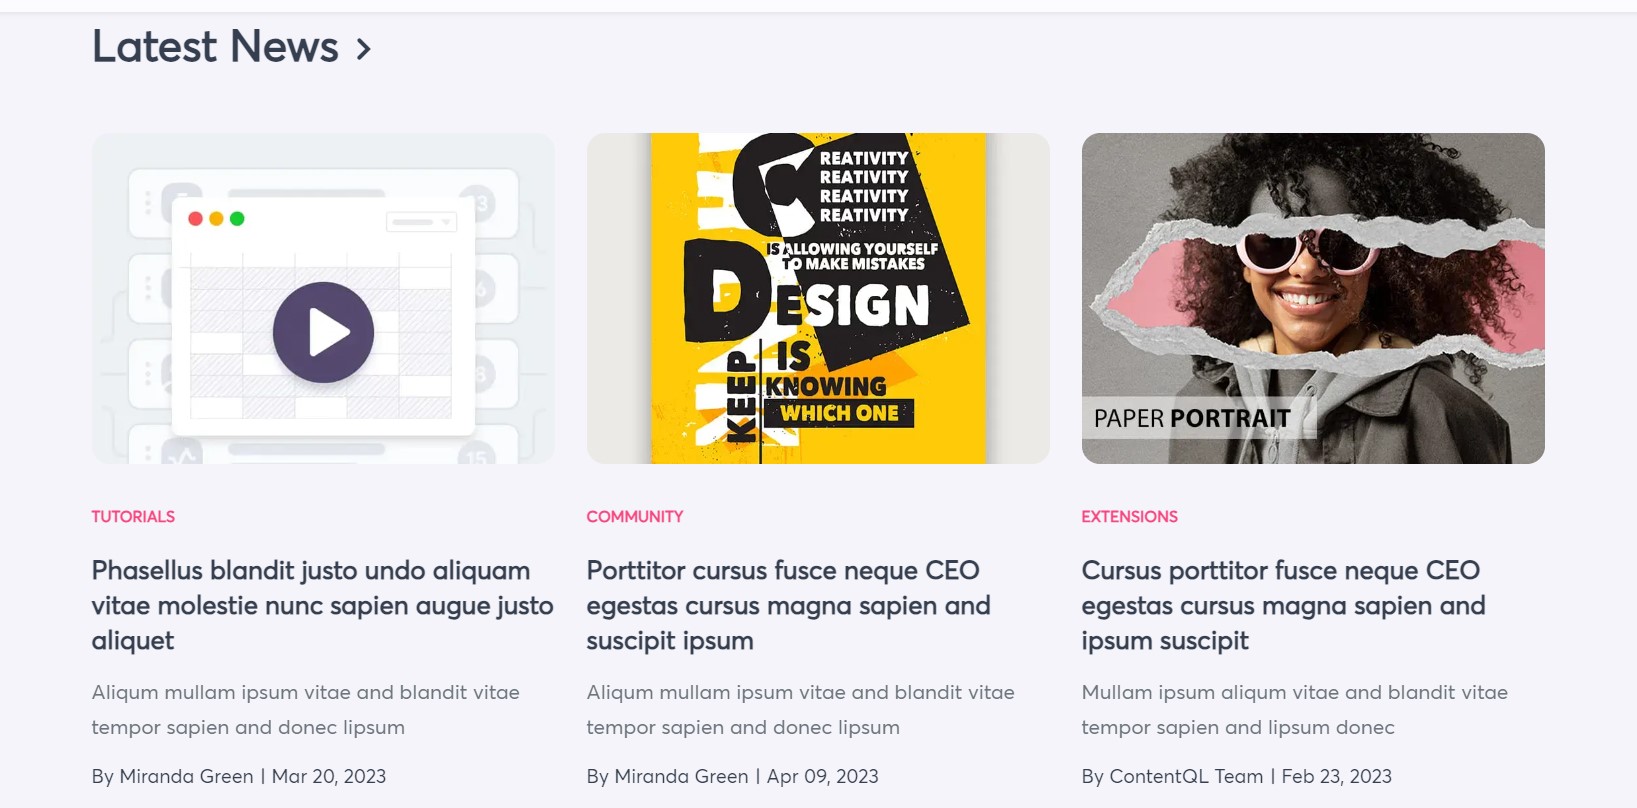 Latest News
3
6
8
15
REATIVITY
REATIVITY
REATIVITY
REATIVITY
C
IS ALLOWING YOURSELF
TO MAKE MISTAKES
DESIGN
IS
KEEP
KNOWING
WHICH ONE
PAPER PORTRAIT
TUTORIALS
Phasellus blandit justo undo aliquam
vitae molestie nunc sapien augue justo
aliquet
Aliqum mullam ipsum vitae and blandit vitae
tempor sapien and donec lipsum
By Miranda Green | Mar 20, 2023
COMMUNITY
Porttitor cursus fusce neque CEO
egestas cursus magna sapien and
suscipit ipsum
Aliqum mullam ipsum vitae and blandit vitae
tempor sapien and donec lipsum
By Miranda Green | Apr 09, 2023
EXTENSIONS
Cursus porttitor fusce neque CEO
egestas cursus magna sapien and
ipsum suscipit
Mullam ipsum aliqum vitae and blandit vitae
tempor sapien and lipsum donec
By ContentQL Team | Feb 23, 2023